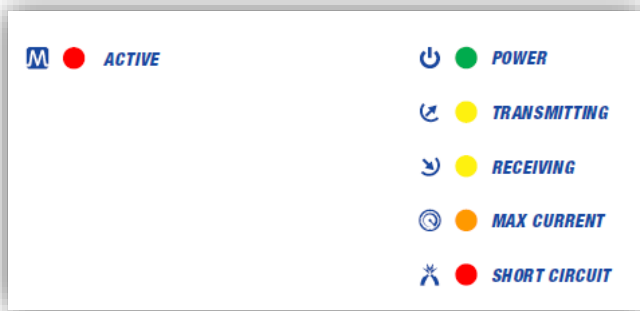 M ACTIVE
POWER
TRANSMITTING
RECEIVING
MAX CURRENT
SHORT CIRCUIT